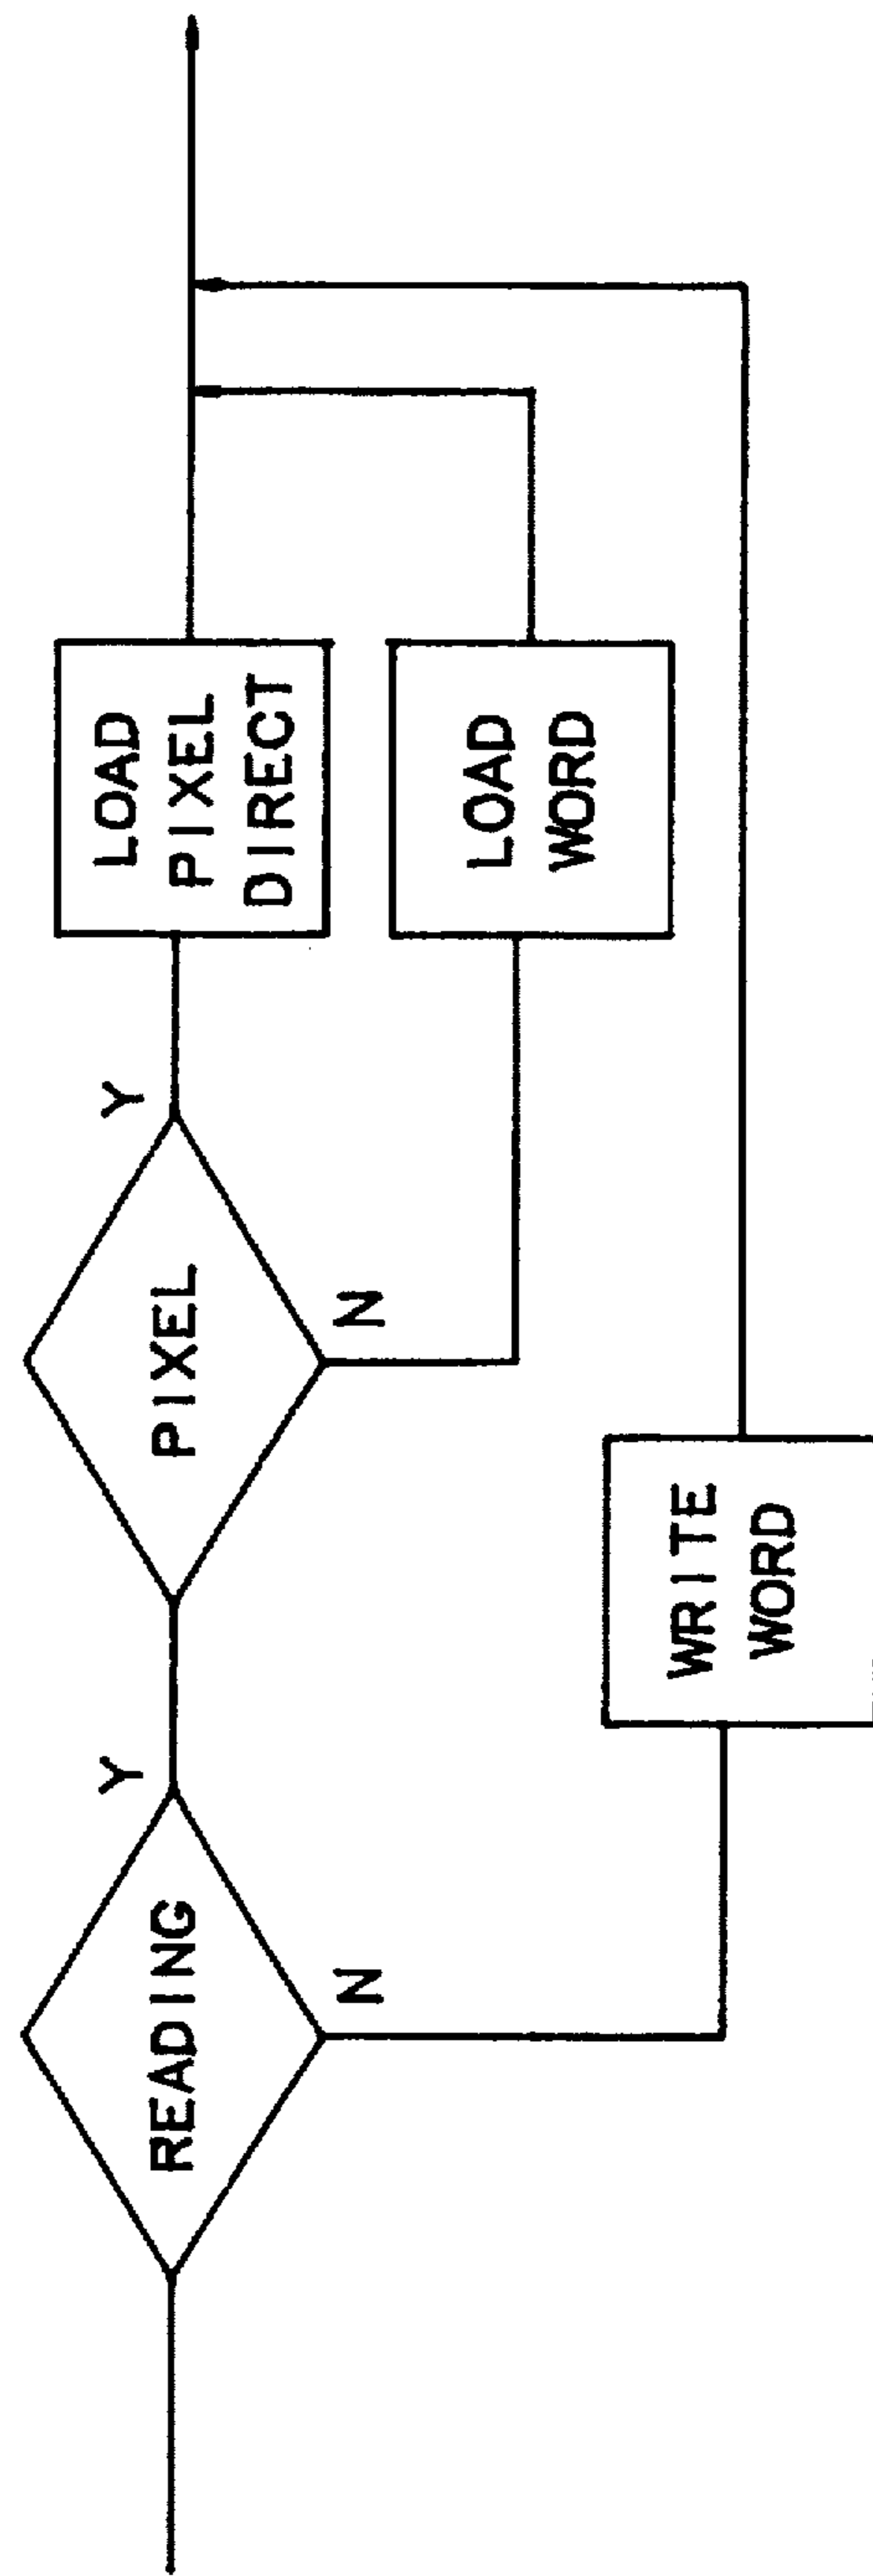 READING
Y
N
PIXEL
Y
N
LOAD
PIXEL
DIRECT
LOAD
WORD
WRITE
WORD